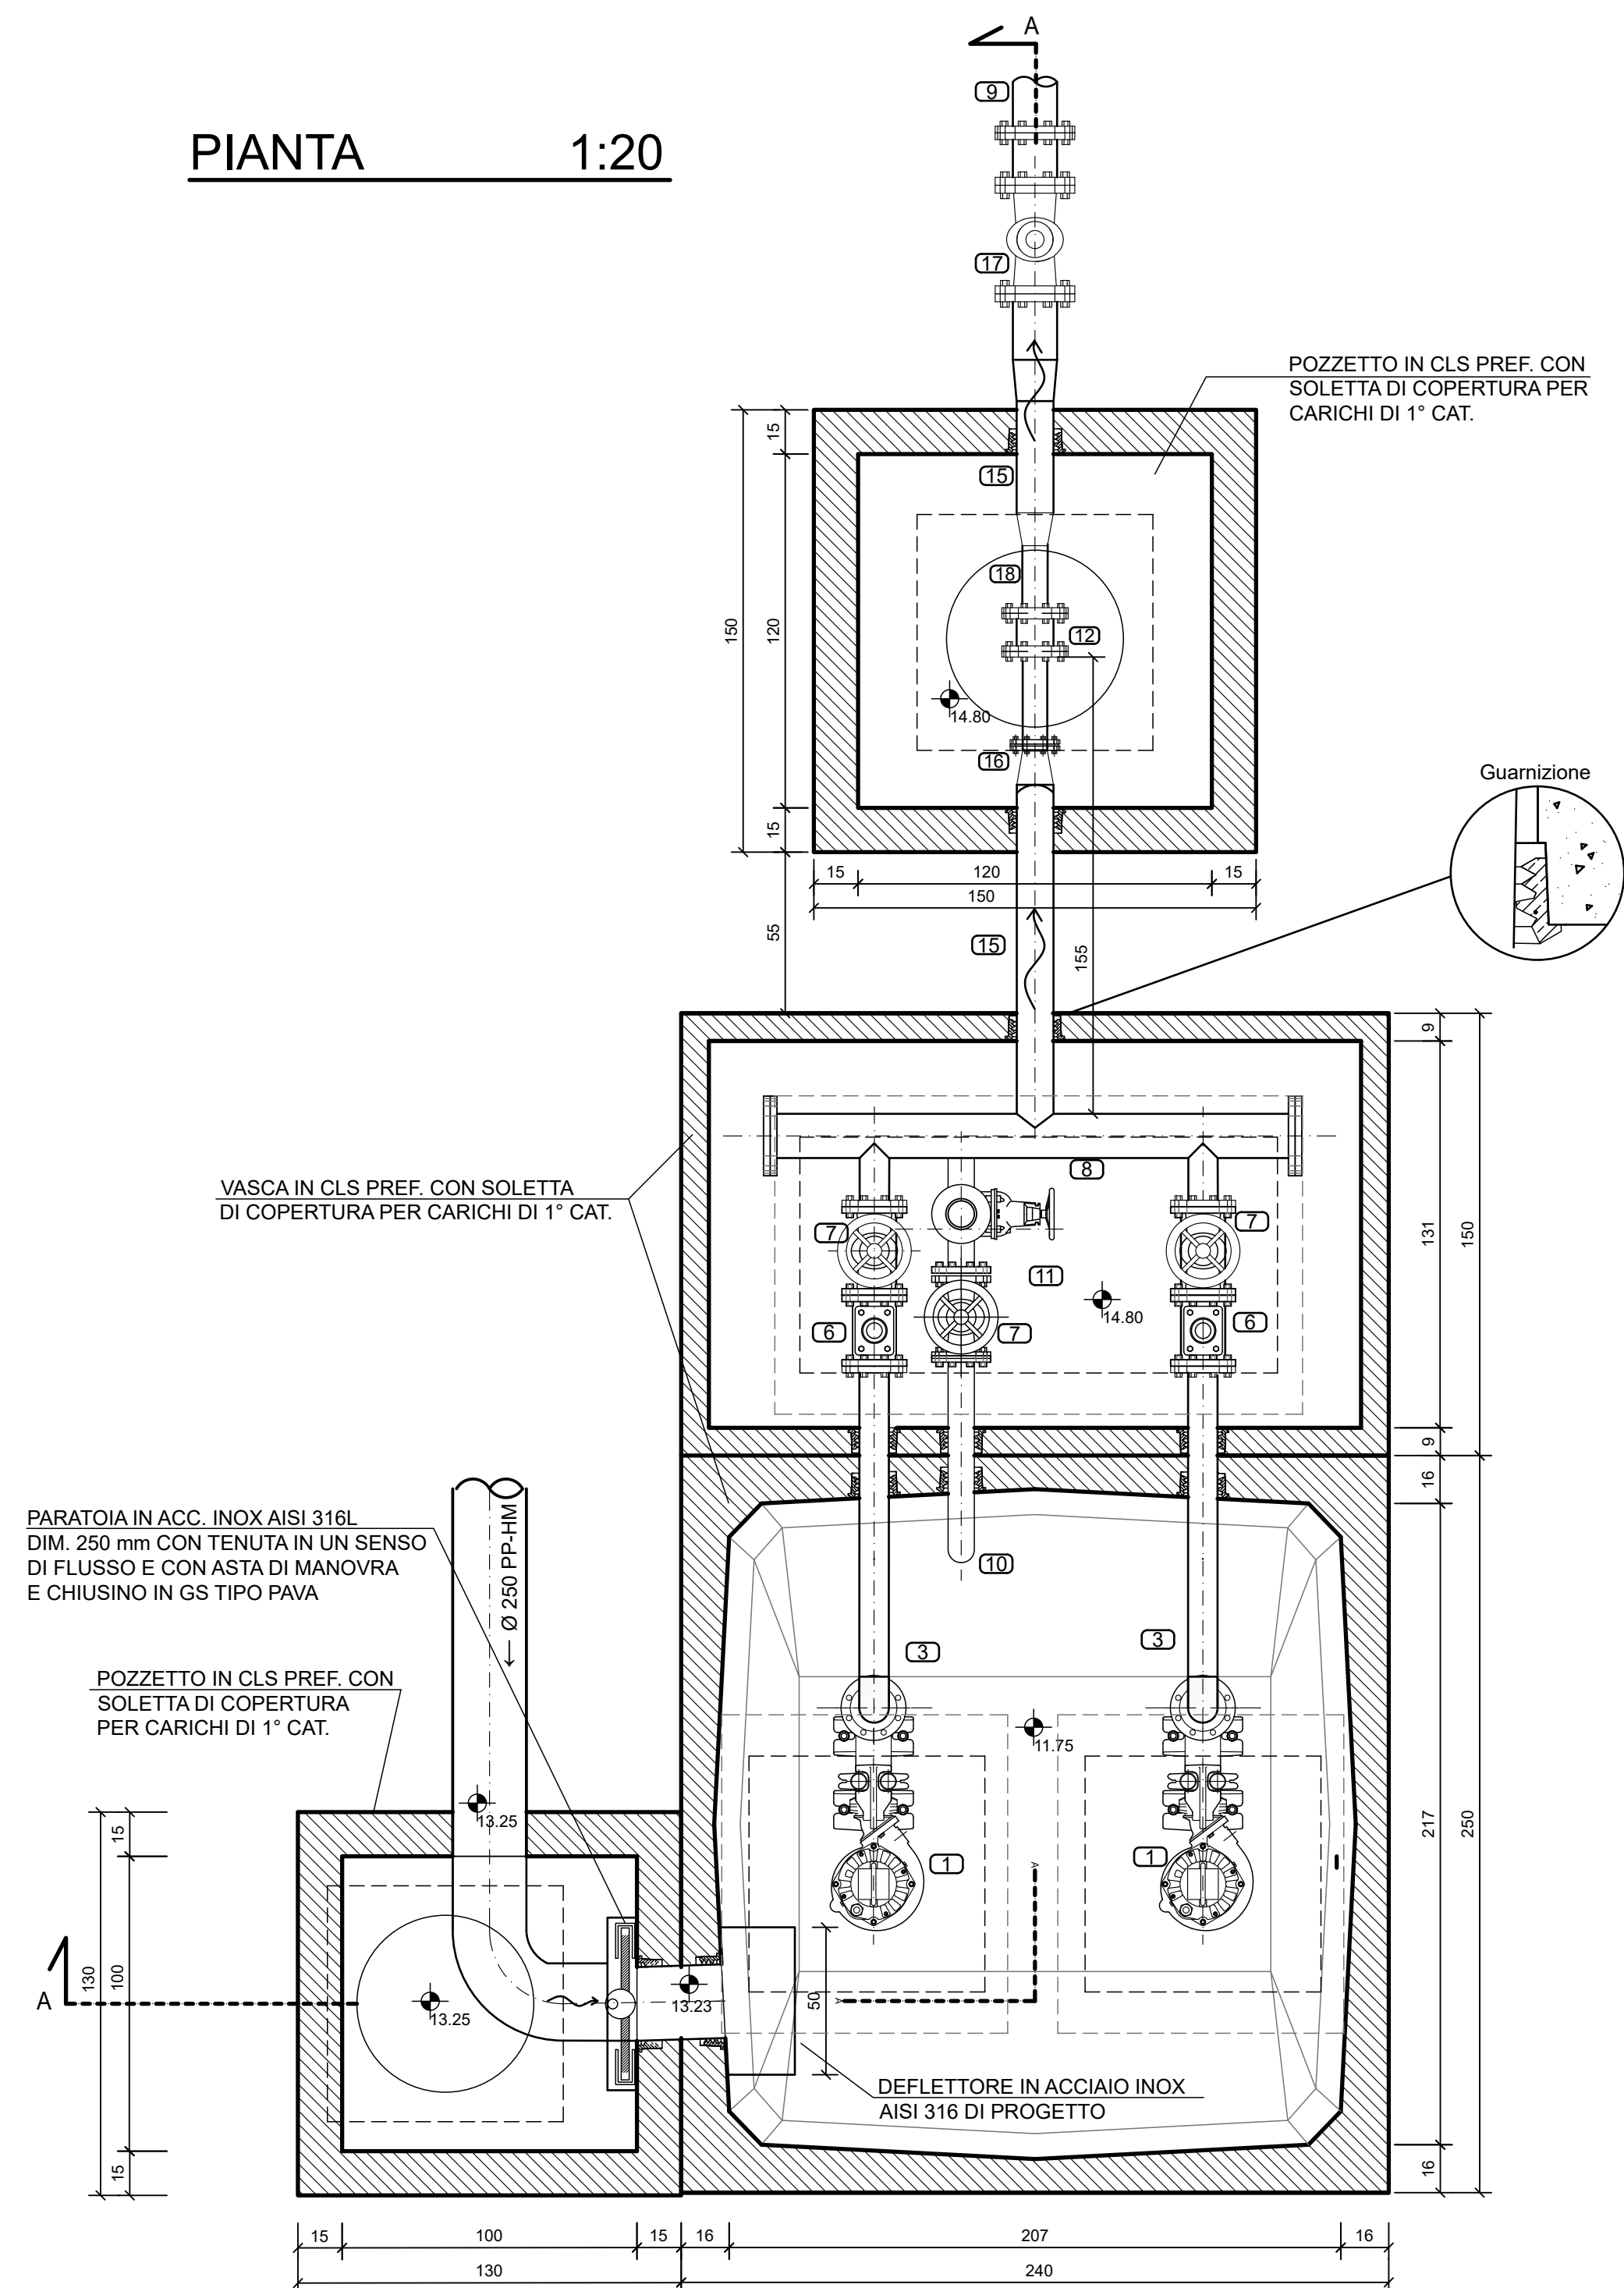 A
9
PIANTA 1:20
17
POZZETTO IN CLS PREF. CON
SOLETTA DI COPERTURA PER
CARICHI DI 1° CAT.
15
15
18
150
120
12
14.80
16
Guarnizione
15
15
120
15
150
55
15
155
9
8
VASCA IN CLS PREF. CON SOLETTA
DI COPERTURA PER CARICHI DI 1° CAT.
7
7
131
150
11
14.80
6
7
6
9
16
PARATOIA IN ACC. INOX AISI 316L
DIM. 250 mm CON TENUTA IN UN SENSO
DI FLUSSO E CON ASTA DI MANOVRA
E CHIUSINO IN GS TIPO PAVA
← Ø 250 PP-HM
10
3
3
POZZETTO IN CLS PREF. CON
SOLETTA DI COPERTURA
PER CARICHI DI 1° CAT.
11.75
13.25
15
217
250
1
1
A
A
130
100
13.25
13.23
50
A
DEFLETTORE IN ACCIAIO INOX
AISI 316 DI PROGETTO
15
16
15
100
15
16
207
16
130
240